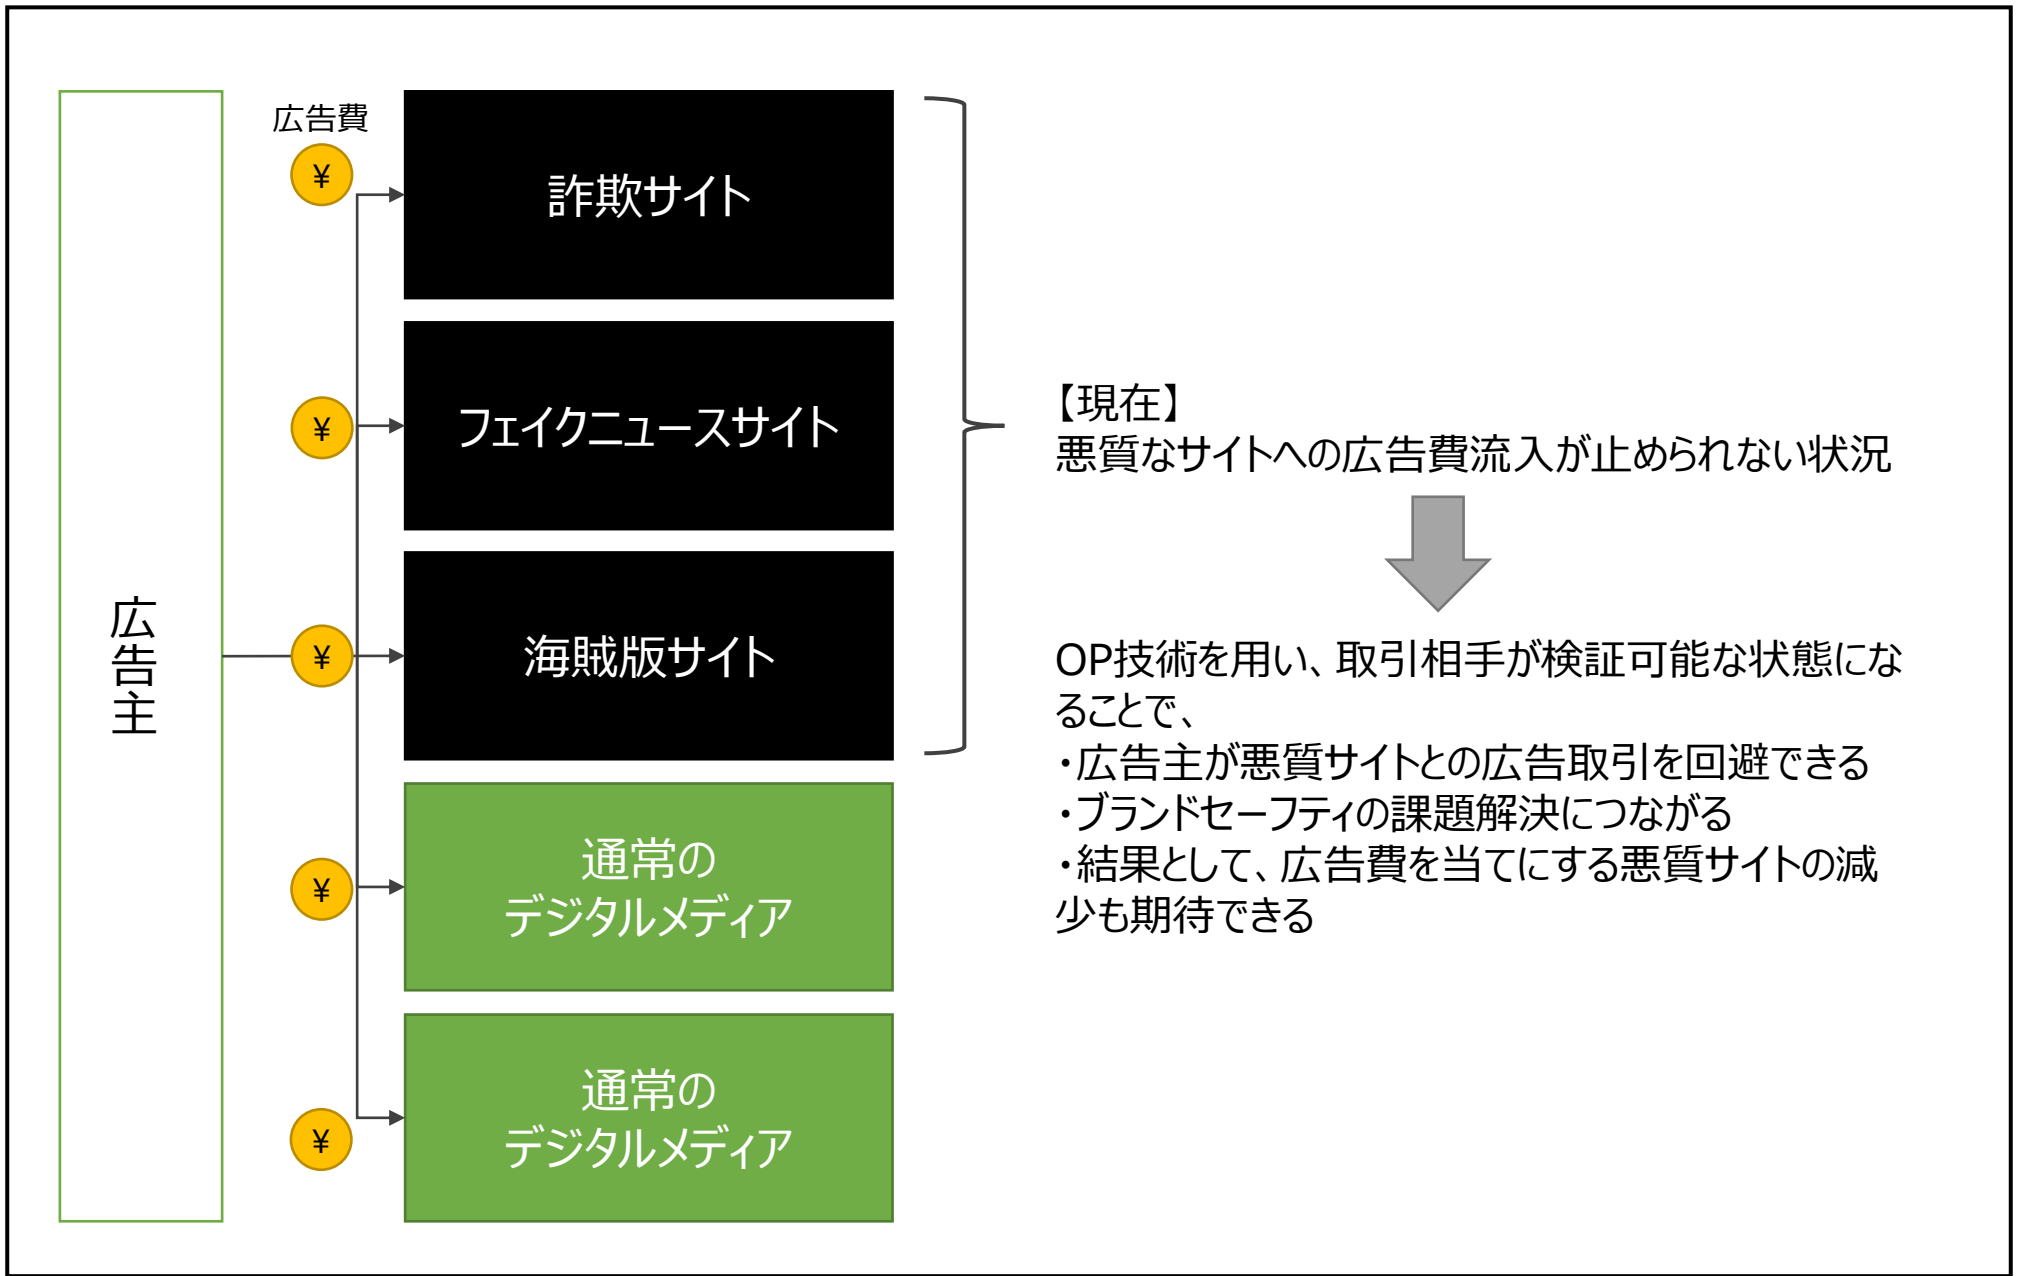 広告主
広告費
¥
詐欺サイト
¥
フェイクニュースサイト
¥
海賊版サイト
¥
通常の
デジタルメディア
¥
通常の
デジタルメディア
【現在】
悪質なサイトへの広告費流入が止められない状況
OP技術を用い、取引相手が検証可能な状態にな
ることで、
・広告主が悪質サイトとの広告取引を回避できる
・ブランドセーフティの課題解決につながる
・結果として、広告費を当てにする悪質サイトの減
少も期待できる